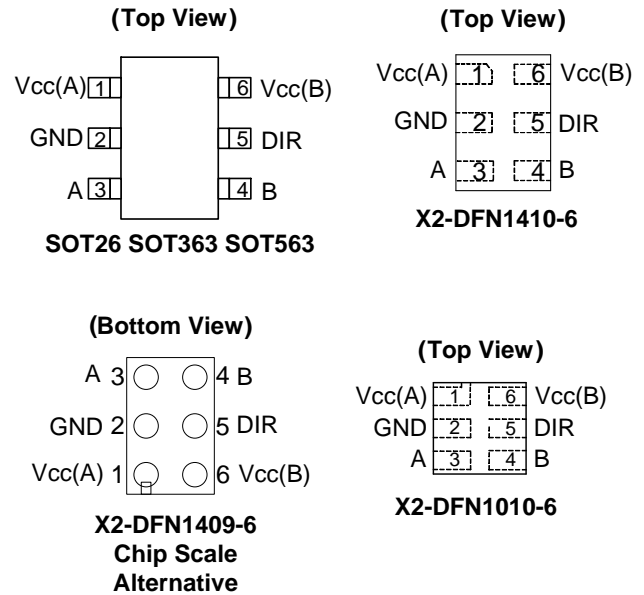 (Top View)
Vcc(A) 1 6 Vcc(B)
GND 2 5 DIR
A 3 4 B
SOT26 SOT363 SOT563
(Top View)
Vcc(A) 1 6 Vcc(B)
GND 2 5 DIR
A 3 4 B
X2-DFN1410-6
(Bottom View)
A 3 4 B
GND 2 5 DIR
Vcc(A) 1 6 Vcc(B)
X2-DFN1409-6
Chip Scale
Alternative
(Top View)
Vcc(A) 1 6 Vcc(B)
GND 2 5 DIR
A 3 4 B
X2-DFN1010-6